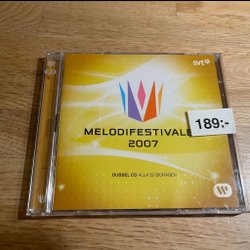 svt
MELODIFESTIVALE
189:-
2007
DUBBEL CD ALLA 32 BIDRAGEN